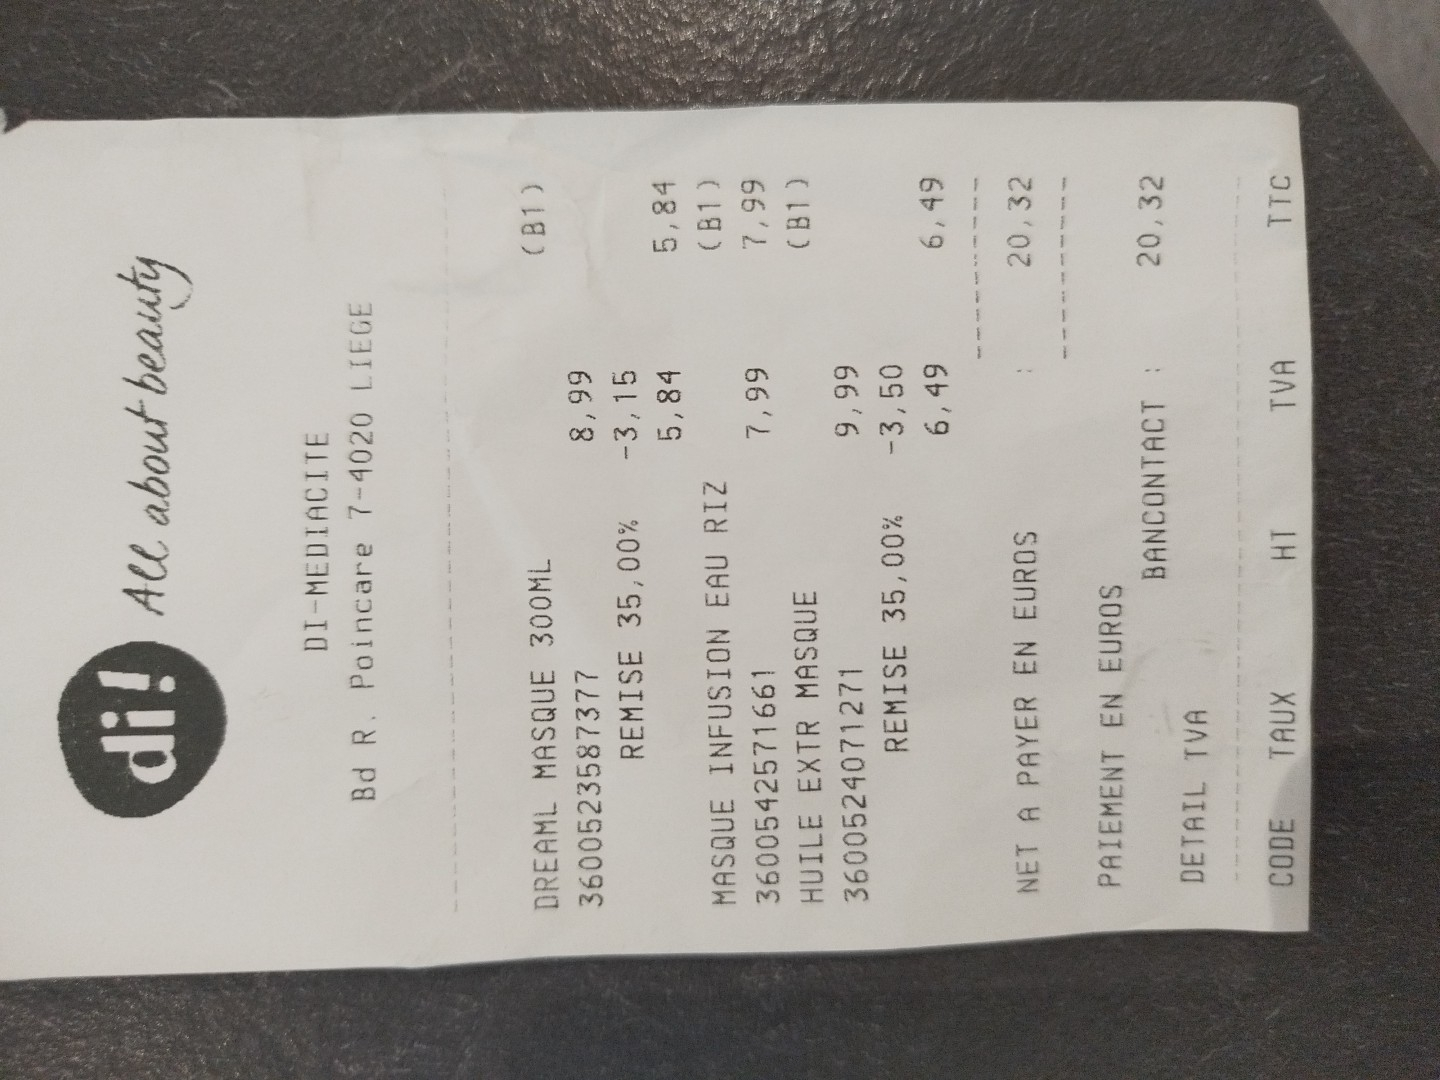 di! All about beauty
DI-MEDIACITE
Bd R. Poincare 7-4020 LIEGE
DREAML MASQUE 300ML (B1)
3600523587377 8,99
REMISE 35,00% -3,15
5,84 5,84
MASQUE INFUSION EAU RIZ (B1)
3600542571661 7,99 7,99
HUILE EXTR MASQUE (B1)
3600524071271 9,99
REMISE 35,00% -3,50
6,49 6,49
NET A PAYER EN EUROS : 20,32
PAIEMENT EN EUROS
BANCONTACT : 20,32
DETAIL TVA
CODE TAUX HT TVA TTC